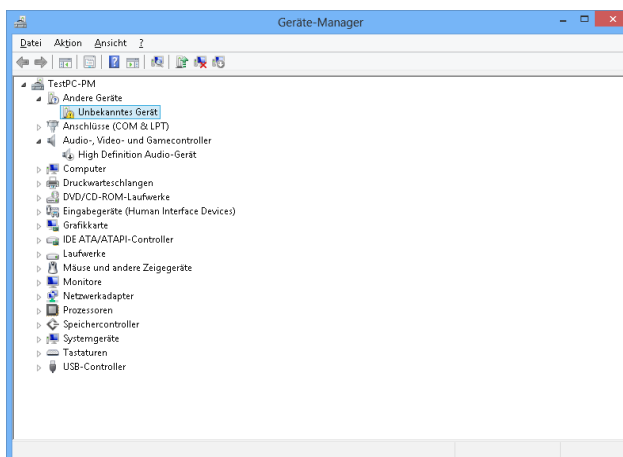 Geräte-Manager
Datei Aktion Ansicht ?
TestPC-PM
Andere Geräte
Unbekanntes Gerät
Anschlüsse (COM & LPT)
Audio-, Video- und Gamecontroller
High Definition Audio-Gerät
Computer
Druckwarteschlangen
DVD/CD-ROM-Laufwerke
Eingabegeräte (Human Interface Devices)
Grafikkarte
IDE ATA/ATAPI-Controller
Laufwerke
Mäuse und andere Zeigegeräte
Monitore
Netzwerkadapter
Prozessoren
Speichercontroller
Systemgeräte
Tastaturen
USB-Controller